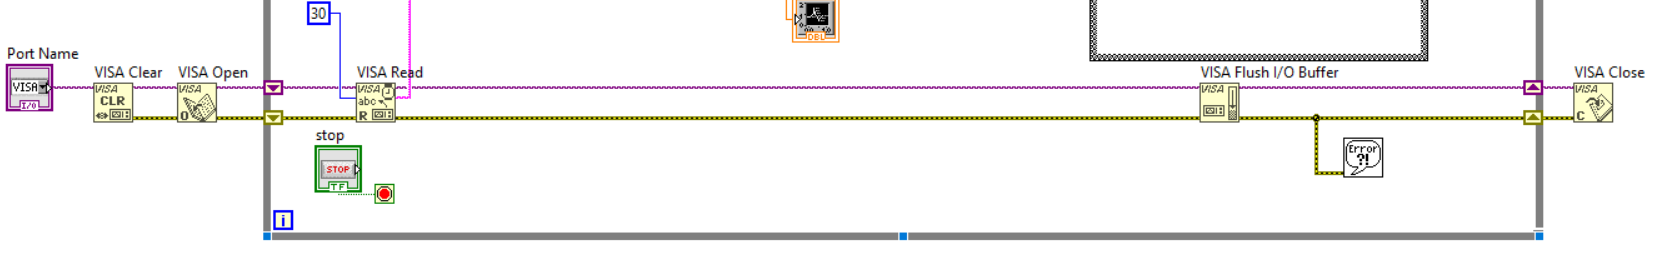 30
DBL
Port Name
VISA
I/O
VISA Clear
VISA
CLR
VISA Open
VISA
O
VISA Read
VISA
abc
R
VISA Flush I/O Buffer
VISA
VISA Close
VISA
C
stop
STOP
TF
Error
?!
i